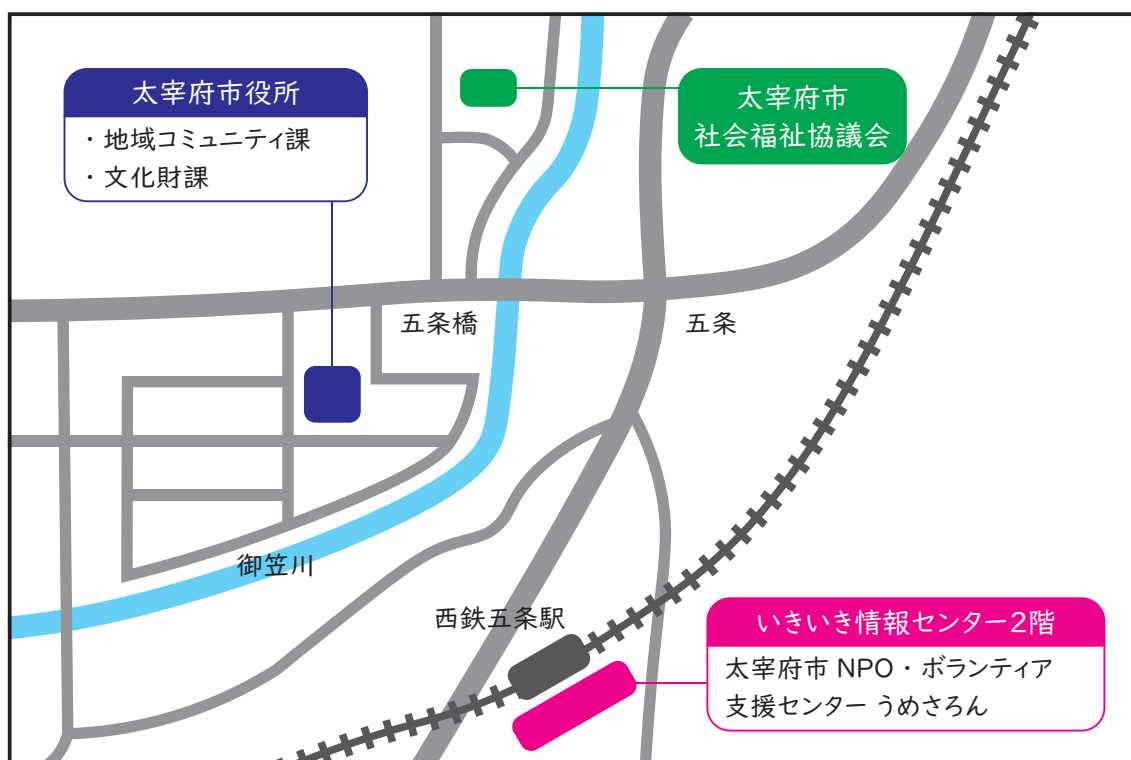 太宰府市役所
・地域コミュニティ課
・文化財課
太宰府市
社会福祉協議会
五条橋
五条
御笠川
西鉄五条駅
いきいき情報センター2階
太宰府市 NPO・ボランティア
支援センター うめさろん